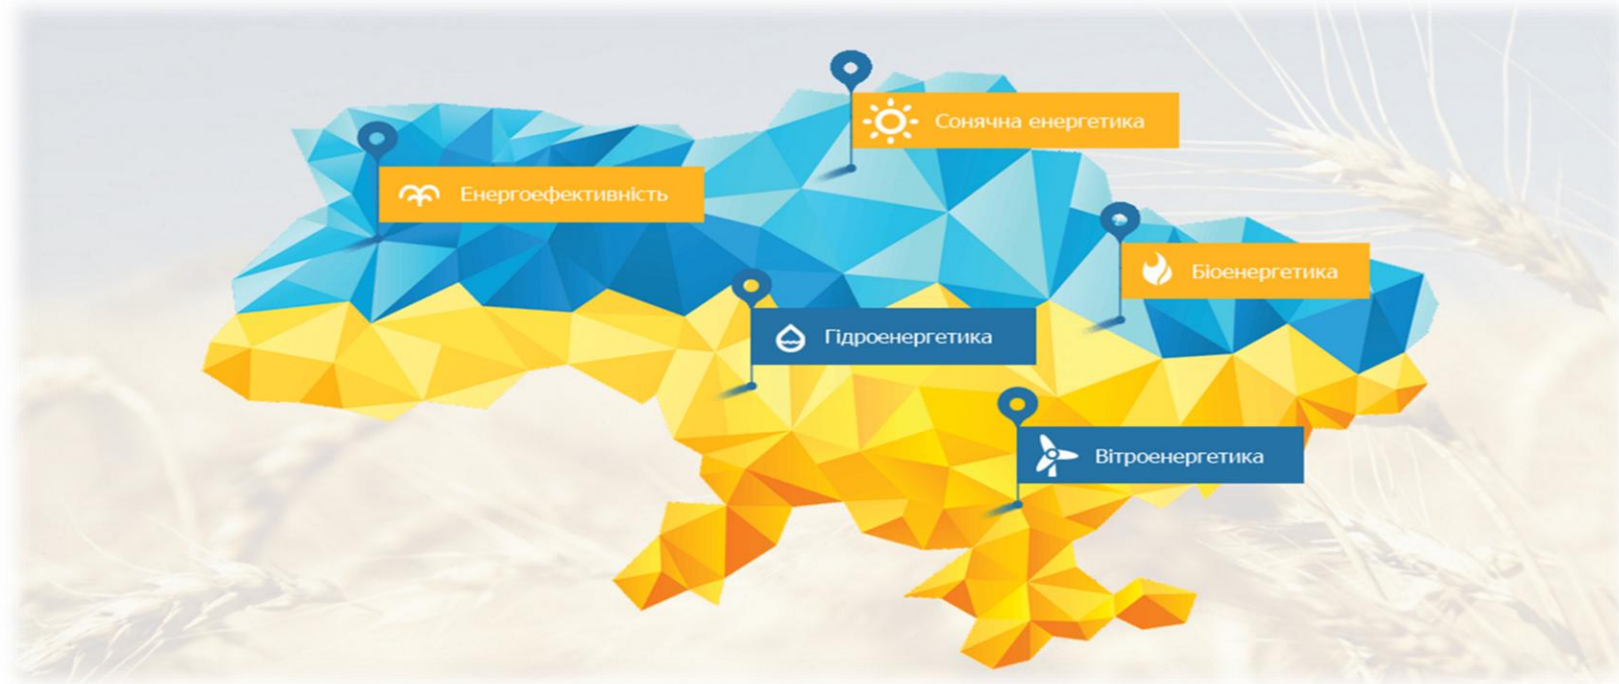 Сонячна енергетика
Енергоефективність
Біоенергетика
Гідроенергетика
Вітроенергетика